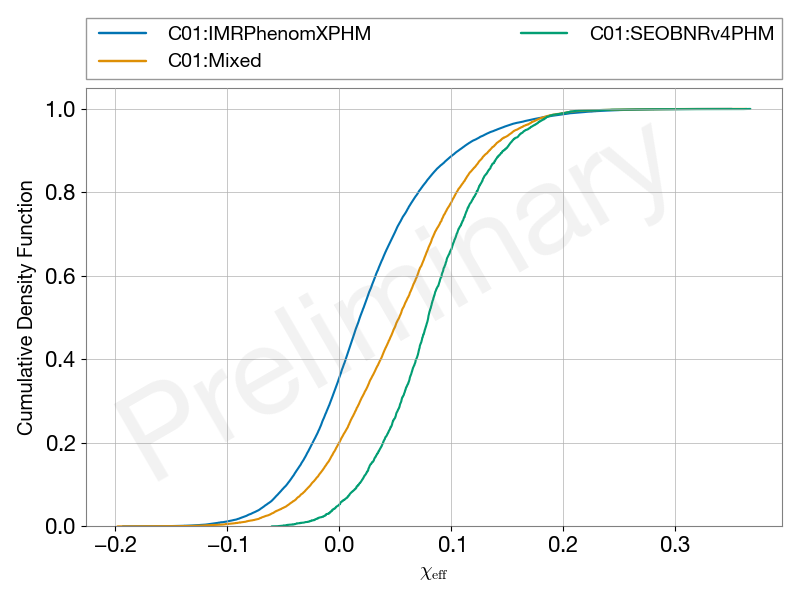 C01:IMRPhenomXPHM
C01:SEOBNRv4PHM
C01:Mixed
Cumulative Density Function
1.0
0.8
0.6
0.4
0.2
0.0
Preliminary
−0.2 −0.1 0.0 0.1 0.2 0.3
χeff